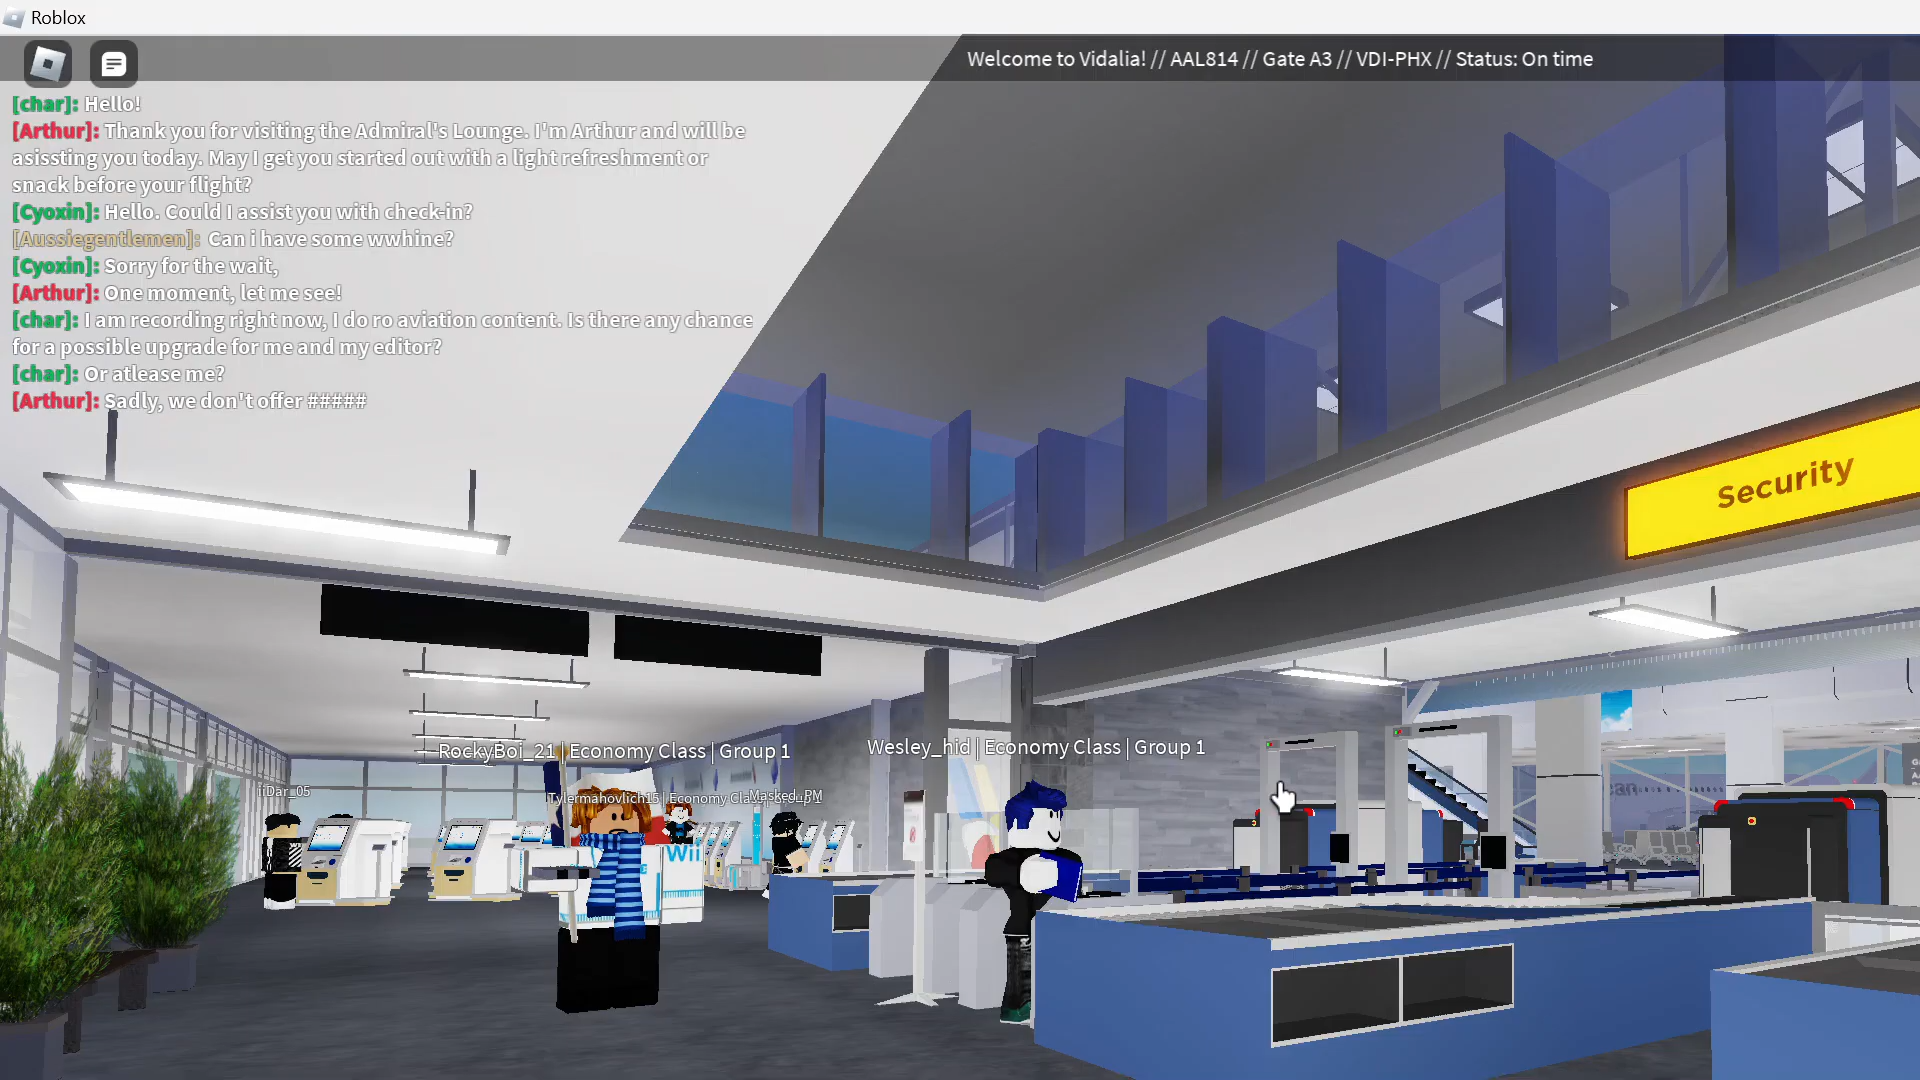 Roblox
Welcome to Vidalia! // AAL814 // Gate A3 // VDI-PHX // Status: On time
[char]: Hello!
[Arthur]: Thank you for visiting the Admiral's Lounge. I'm Arthur and will be
asissting you today. May I get you started out with a light refreshment or
snack before your flight?
[Cyoxin]: Hello. Could I assist you with check-in?
[Aussiegentlemen]: Can i have some wwhine?
[Cyoxin]: Sorry for the wait,
[Arthur]: One moment, let me see!
[char]: I am recording right now, I do ro aviation content. Is there any chance
for a possible upgrade for me and my editor?
[char]: Or atlease me?
[Arthur]: Sadly, we don't offer #####
Security
RockyBoi_21 | Economy Class | Group 1
Wesley_hid | Economy Class | Group 1
iiDar_05
Tylermahovlich15 | Economy Class | Group 1
Masked_PM
Wii